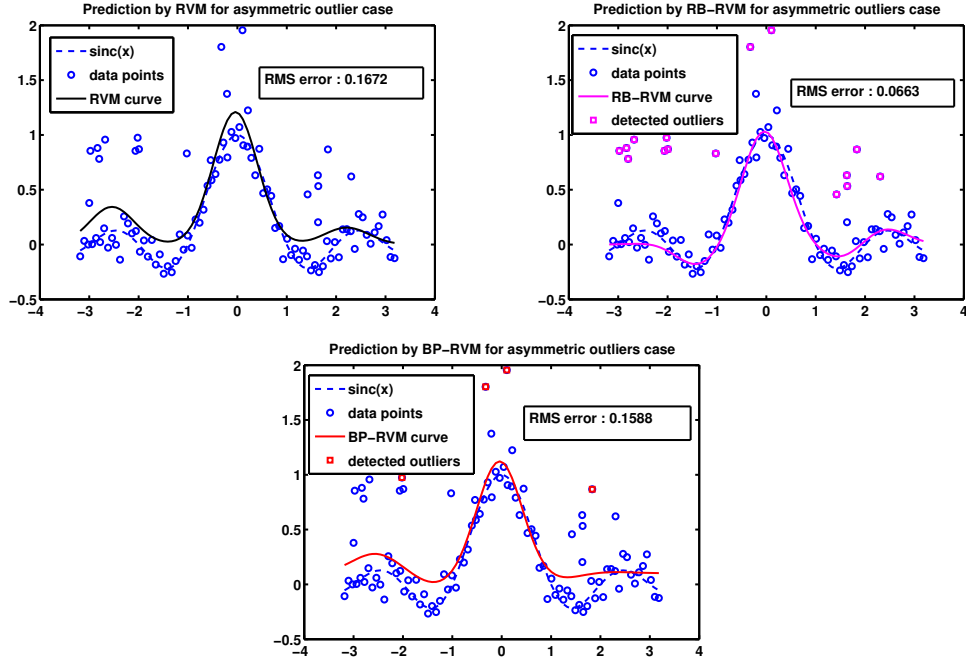 Prediction by RVM for asymmetric outlier case
2
1.5
1
0.5
0
−0.5
−4 −3 −2 −1 0 1 2 3 4
sinc(x)
data points
RVM curve
RMS error : 0.1672
Prediction by RB−RVM for asymmetric outliers case
2
1.5
1
0.5
0
−0.5
−4 −3 −2 −1 0 1 2 3 4
sinc(x)
data points
RB−RVM curve
detected outliers
RMS error : 0.0663
Prediction by BP−RVM for asymmetric outliers case
2
1.5
1
0.5
0
−0.5
−4 −3 −2 −1 0 1 2 3 4
sinc(x)
data points
BP−RVM curve
detected outliers
RMS error : 0.1588